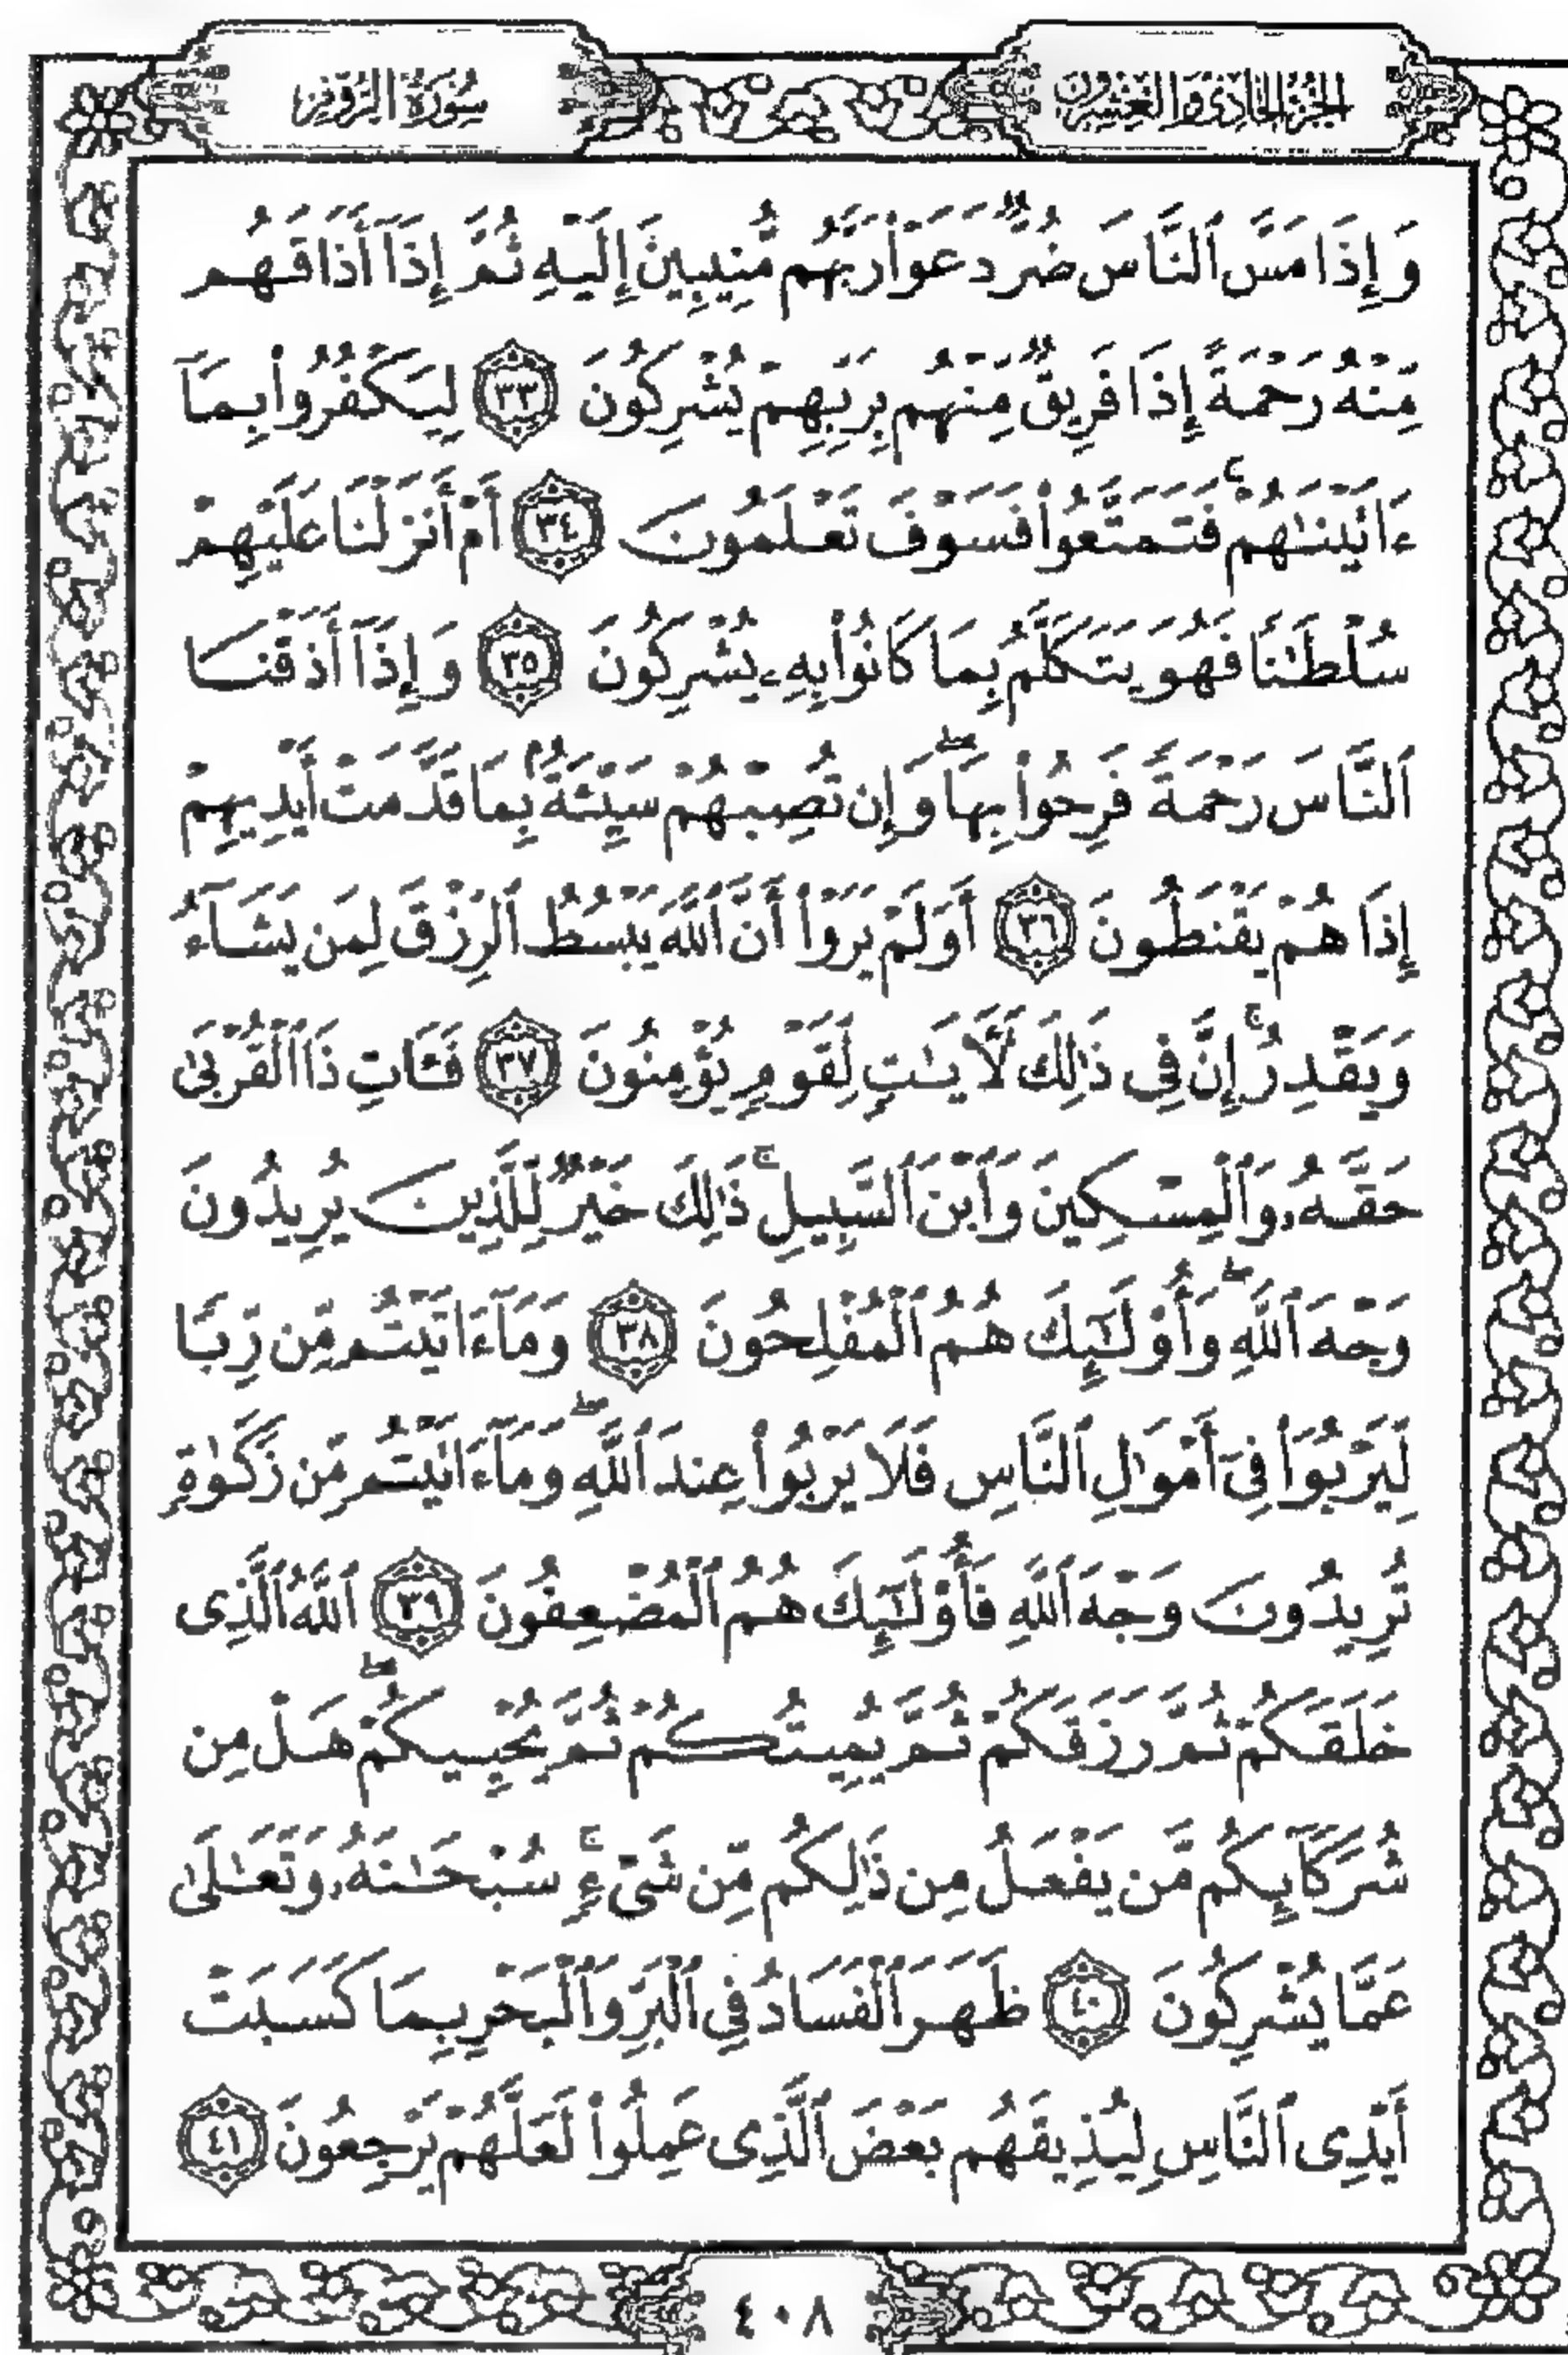 الجزء الحادي والعشرون
سورة الروم
وَإِذَا مَسَّ ٱلنَّاسَ ضُرٌّ دَعَوْا۟ رَبَّهُم مُّنِيبِينَ إِلَيْهِ ثُمَّ إِذَآ أَذَاقَهُم
مِّنْهُ رَحْمَةً إِذَا فَرِيقٌ مِّنْهُم بِرَبِّهِمْ يُشْرِكُونَ ٣٣ لِيَكْفُرُوا۟ بِمَآ
ءَاتَيْنَٰهُمْ ۚ فَتَمَتَّعُوا۟ فَسَوْفَ تَعْلَمُونَ ٣٤ أَمْ أَنزَلْنَا عَلَيْهِمْ
سُلْطَٰنًا فَهُوَ يَتَكَلَّمُ بِمَا كَانُوا۟ بِهِۦ يُشْرِكُونَ ٣٥ وَإِذَآ أَذَقْنَا
ٱلنَّاسَ رَحْمَةً فَرِحُوا۟ بِهَا ۖ وَإِن تُصِبْهُمْ سَيِّئَةٌۢ بِمَا قَدَّمَتْ أَيْدِيهِمْ
إِذَا هُمْ يَقْنَطُونَ ٣٦ أَوَلَمْ يَرَوْا۟ أَنَّ ٱللَّهَ يَبْسُطُ ٱلرِّزْقَ لِمَن يَشَآءُ
وَيَقْدِرُ ۚ إِنَّ فِى ذَٰلِكَ لَءَايَٰتٍ لِّقَوْمٍ يُؤْمِنُونَ ٣٧ فَـَٔاتِ ذَا ٱلْقُرْبَىٰ
حَقَّهُۥ وَٱلْمِسْكِينَ وَٱبْنَ ٱلسَّبِيلِ ۚ ذَٰلِكَ خَيْرٌ لِّلَّذِينَ يُرِيدُونَ
وَجْهَ ٱللَّهِ ۖ وَأُو۟لَٰٓئِكَ هُمُ ٱلْمُفْلِحُونَ ٣٨ وَمَآ ءَاتَيْتُم مِّن رِّبًا
لِّيَرْبُوَا۟ فِىٓ أَمْوَٰلِ ٱلنَّاسِ فَلَا يَرْبُوا۟ عِندَ ٱللَّهِ ۖ وَمَآ ءَاتَيْتُم مِّن زَكَوٰةٍ
تُرِيدُونَ وَجْهَ ٱللَّهِ فَأُو۟لَٰٓئِكَ هُمُ ٱلْمُضْعِفُونَ ٣٩ ٱللَّهُ ٱلَّذِى
خَلَقَكُمْ ثُمَّ رَزَقَكُمْ ثُمَّ يُمِيتُكُمْ ثُمَّ يُحْيِيكُمْ ۖ هَلْ مِن
شُرَكَآئِكُم مَّن يَفْعَلُ مِن ذَٰلِكُم مِّن شَىْءٍ ۚ سُبْحَٰنَهُۥ وَتَعَٰلَىٰ
عَمَّا يُشْرِكُونَ ٤٠ ظَهَرَ ٱلْفَسَادُ فِى ٱلْبَرِّ وَٱلْبَحْرِ بِمَا كَسَبَتْ
أَيْدِى ٱلنَّاسِ لِيُذِيقَهُم بَعْضَ ٱلَّذِى عَمِلُوا۟ لَعَلَّهُمْ يَرْجِعُونَ ٤١
٤٠٨